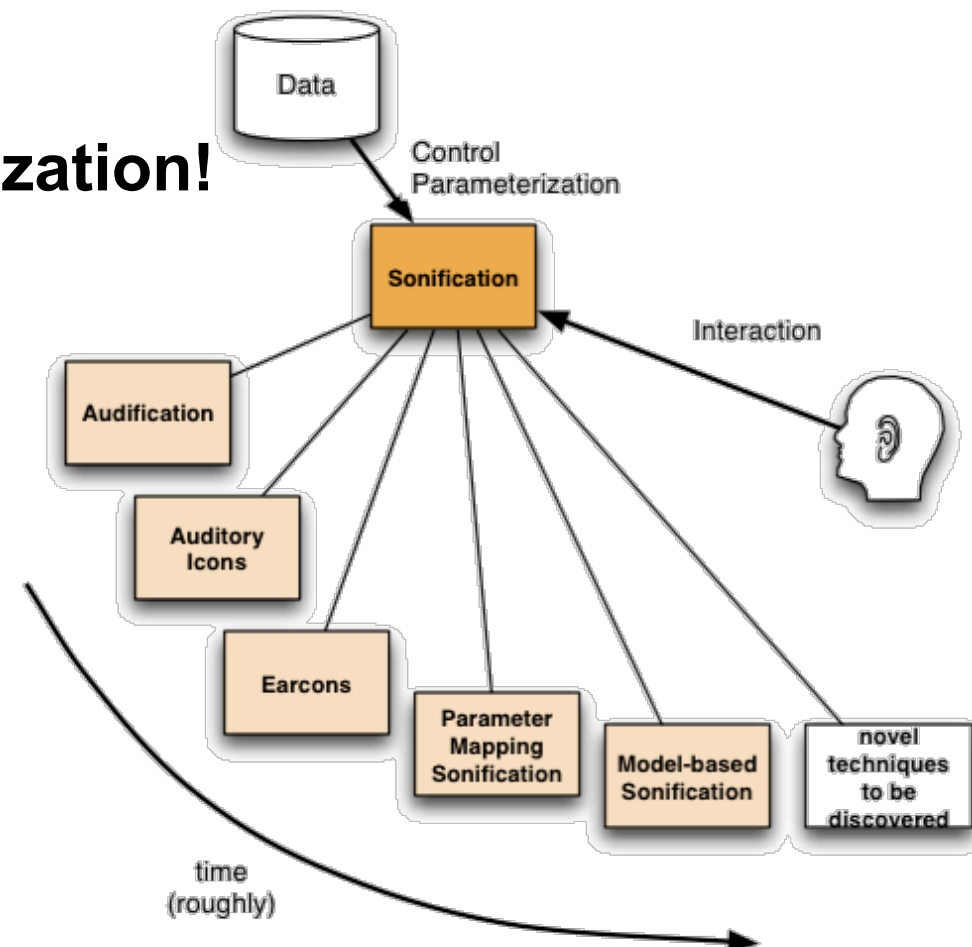 Data
zation!
Control
Parameterization
Sonification
Interaction
Audification
Auditory
Icons
Earcons
Parameter
Mapping
Sonification
Model-based
Sonification
novel
techniques
to be
discovered
time
(roughly)